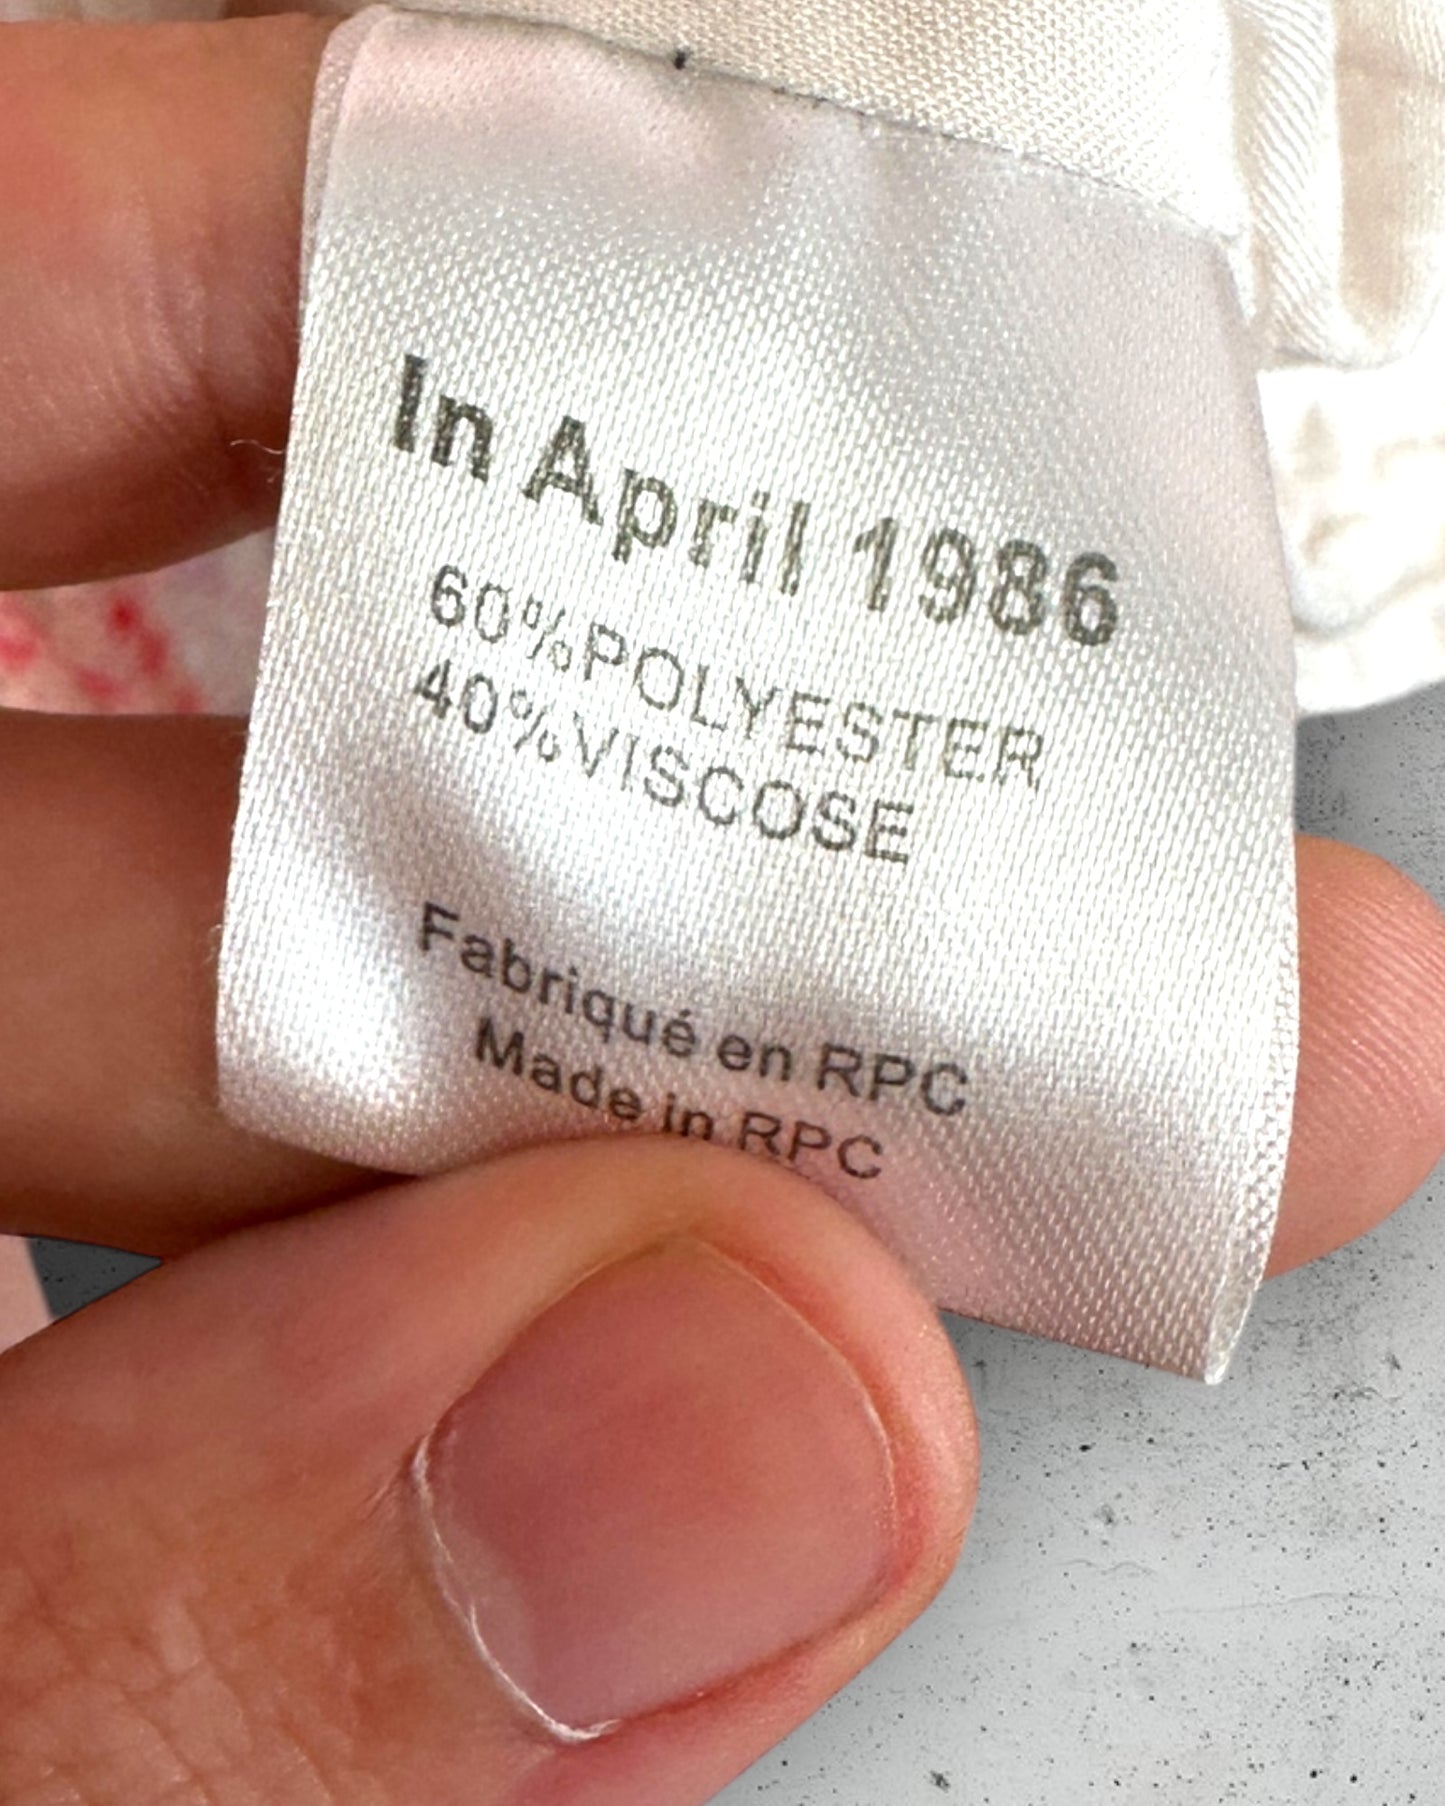 In April 1986
60%POLYESTER
40%VISCOSE
Fabriqué en RPC
Made in RPC